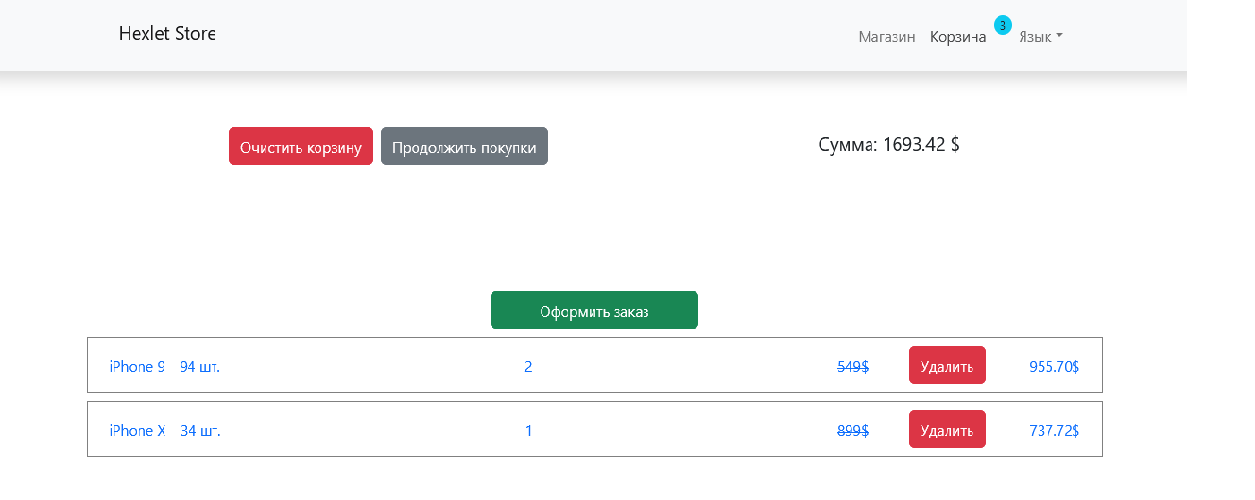 Hexlet Store Магазин Корзина 3 Язык
Очистить корзину Продолжить покупки Сумма: 1693.42 $
Оформить заказ
iPhone 9 94 шт. 2 549$ Удалить 955.70$
iPhone X 34 шт. 1 899$ Удалить 737.72$